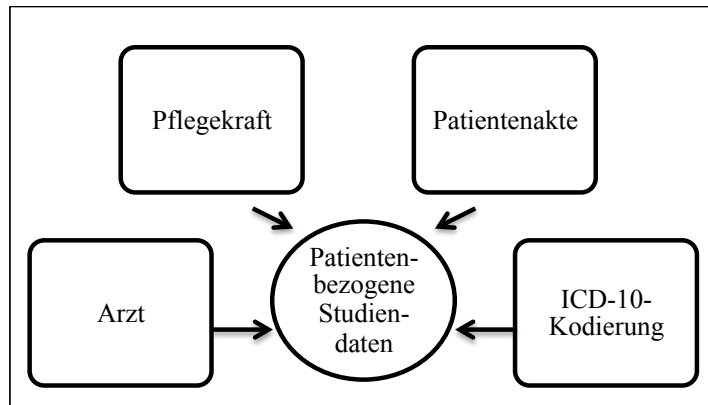 Pflegekraft
Patientenakte
Arzt
Patienten-
bezogene
Studien-
daten
ICD-10-
Kodierung